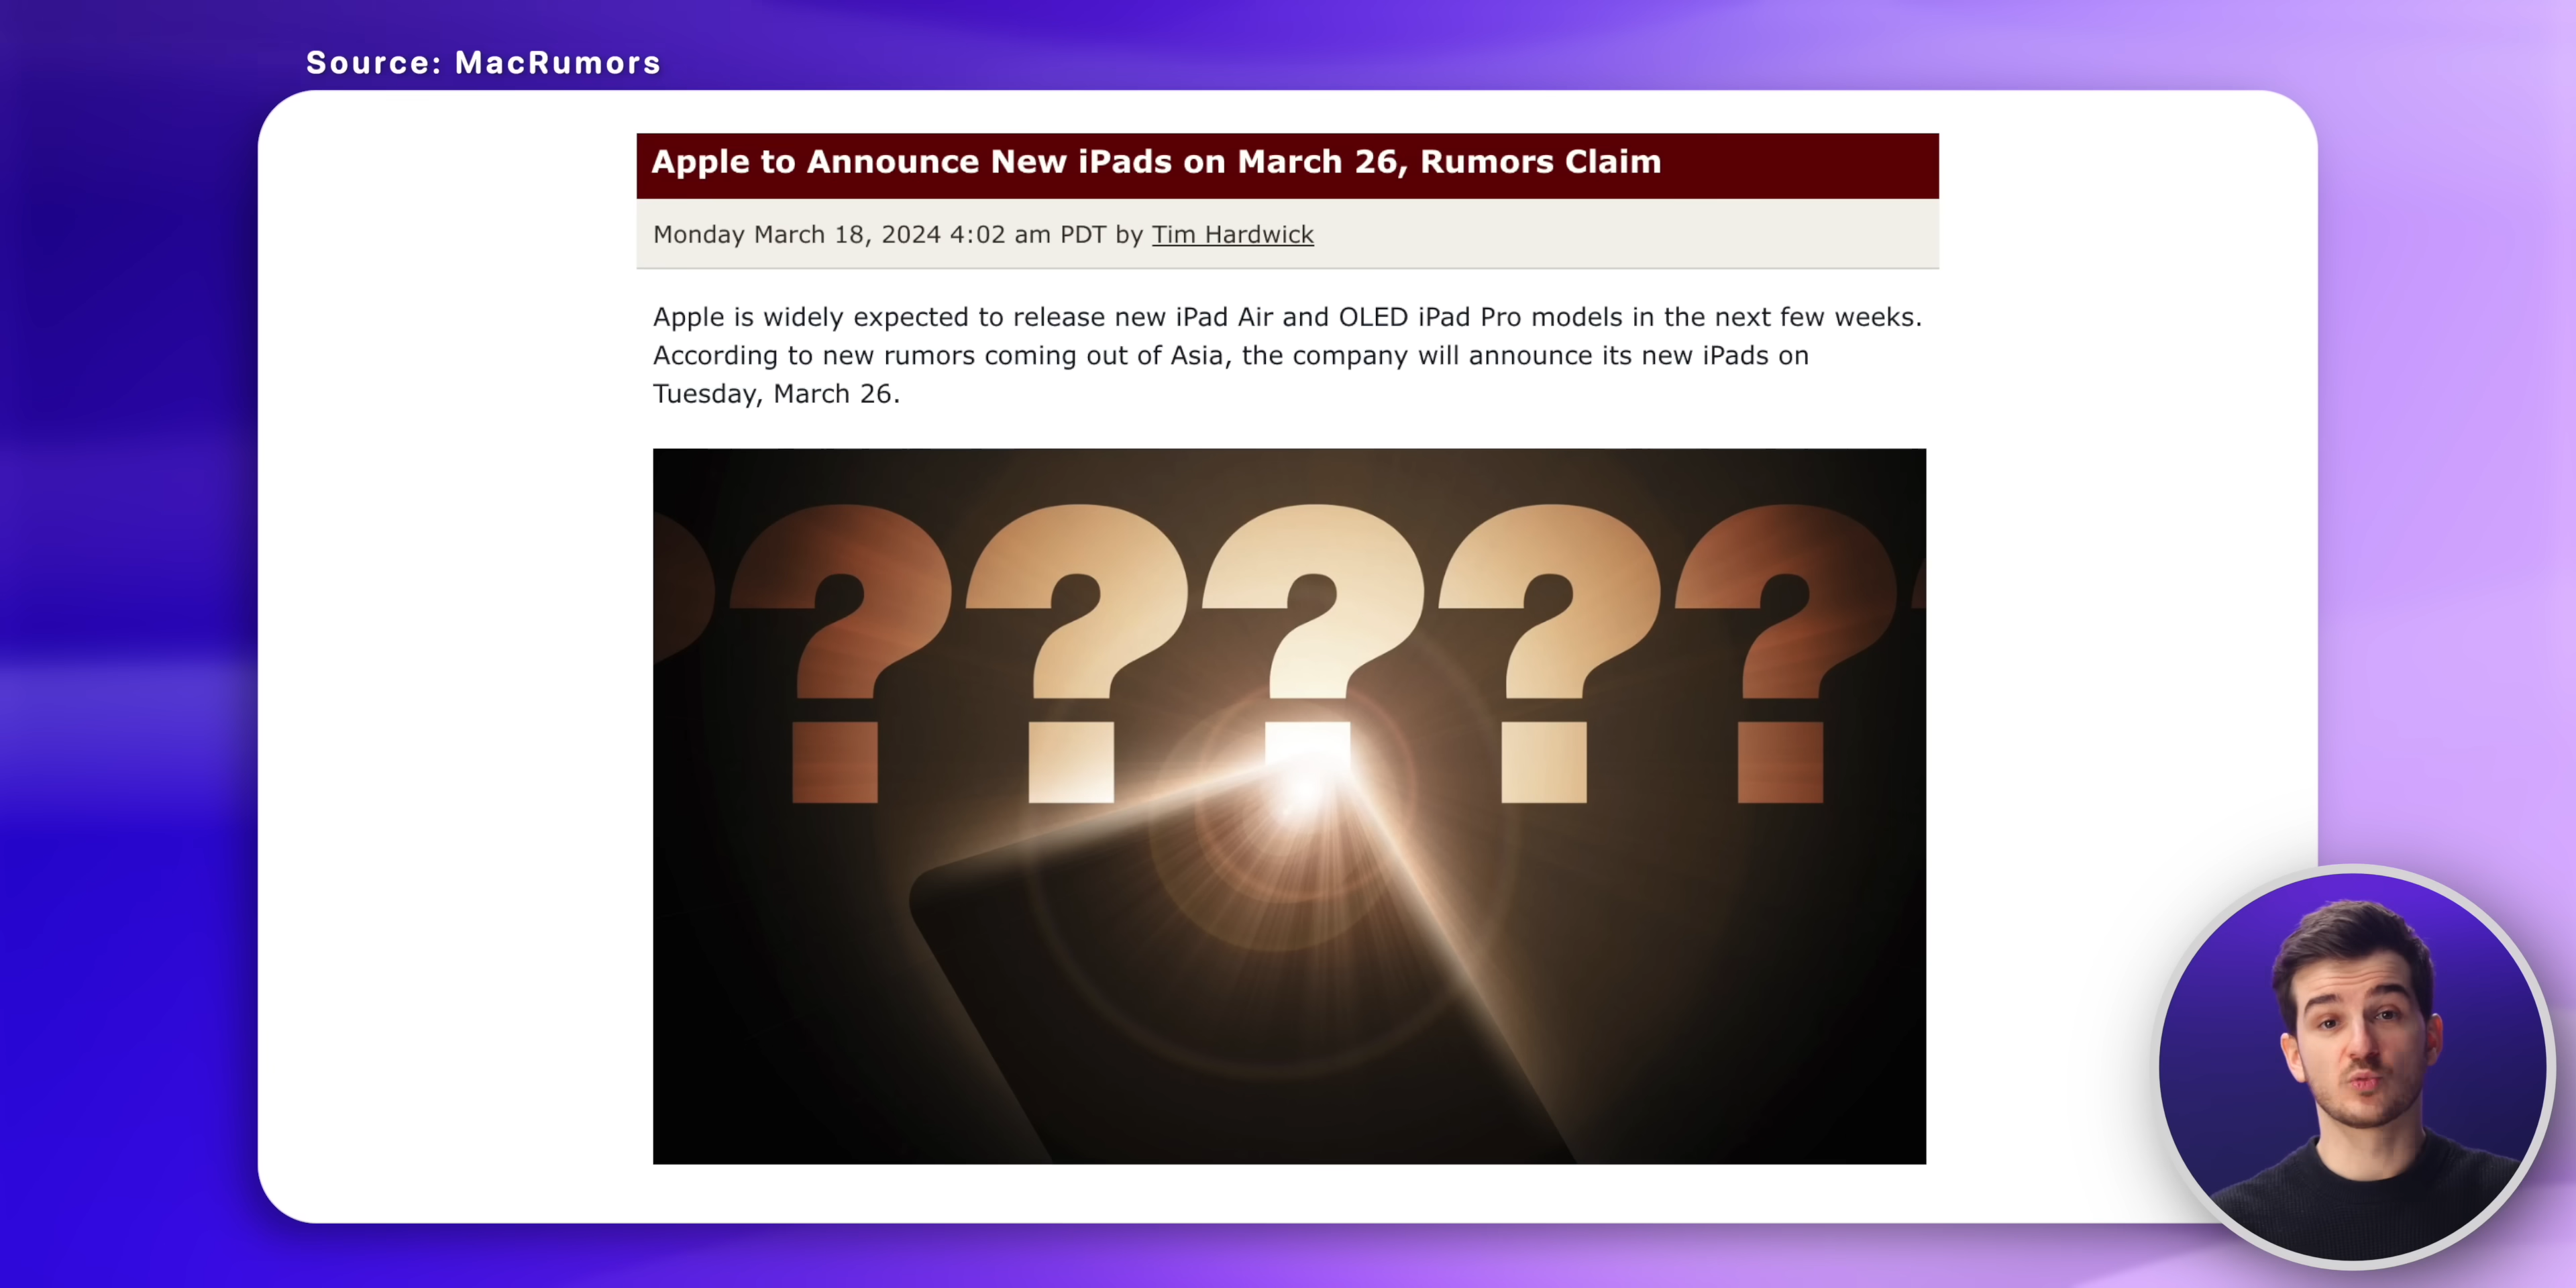 Source: MacRumors
Apple to Announce New iPads on March 26, Rumors Claim
Monday March 18, 2024 4:02 am PDT by Tim Hardwick
Apple is widely expected to release new iPad Air and OLED iPad Pro models in the next few weeks.
According to new rumors coming out of Asia, the company will announce its new iPads on
Tuesday, March 26.
?????